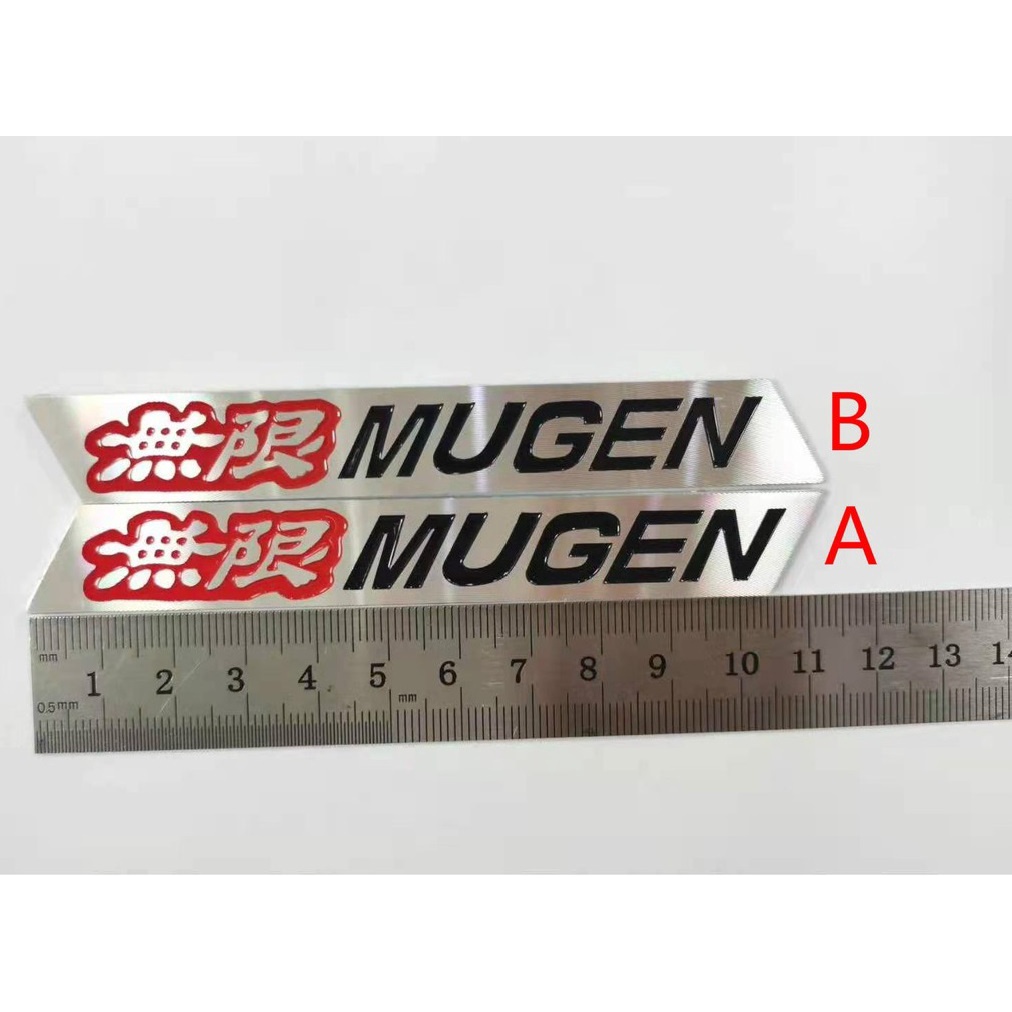 無限 MUGEN B
無限 MUGEN A
mm
1 2 3 4 5 6 7 8 9 10 11 12 13 14
mm
0.5mm